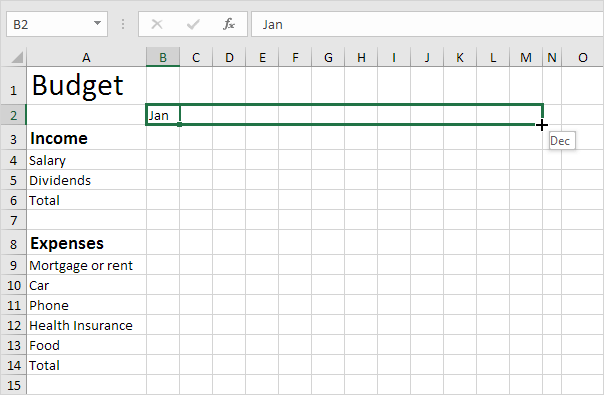 B2 fx Jan
A B C D E F G H I J K L M N O
1 Budget
2 Jan
Dec
3 Income
4 Salary
5 Dividends
6 Total
7
8 Expenses
9 Mortgage or rent
10 Car
11 Phone
12 Health Insurance
13 Food
14 Total
15